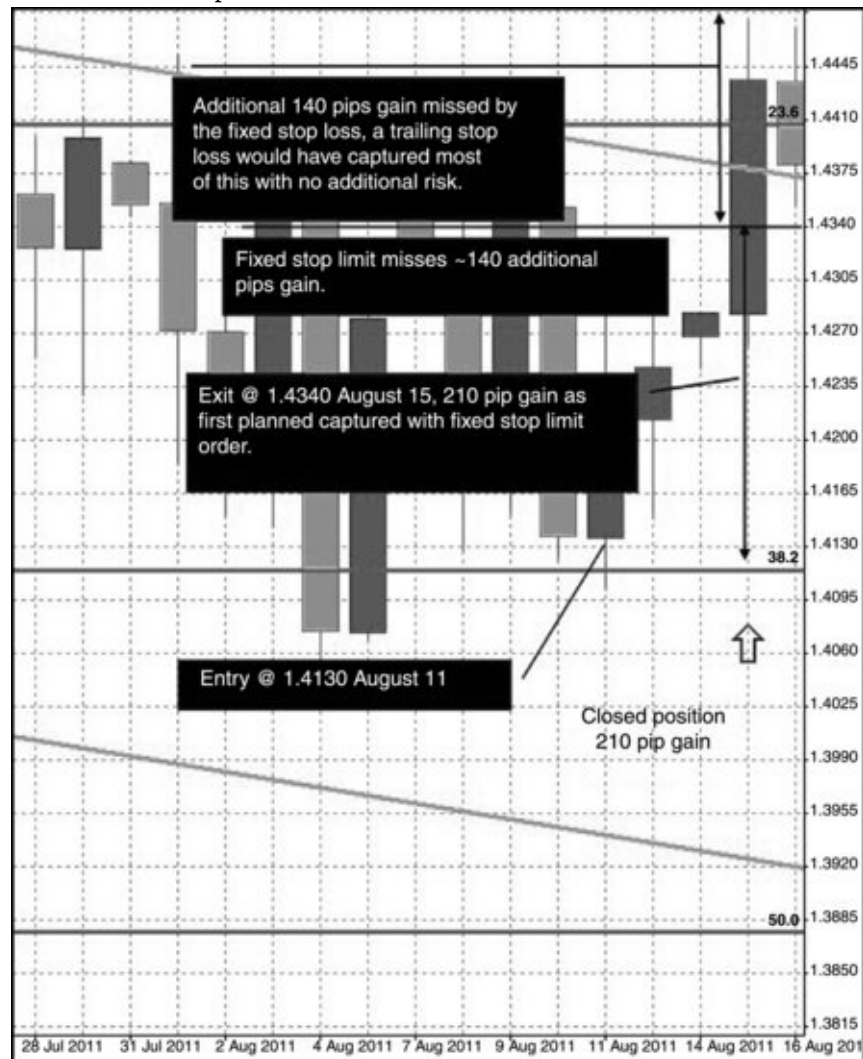 1.4445
Additional 140 pips gain missed by
the fixed stop loss, a trailing stop
loss would have captured most
of this with no additional risk.
23.6
1.4410
1.4375
1.4340
Fixed stop limit misses ~140 additional
pips gain.
1.4305
1.4270
1.4235
Exit @ 1.4340 August 15, 210 pip gain as
first planned captured with fixed stop limit
order.
1.4200
1.4165
1.4130
38.2
1.4095
1.4060
Entry @ 1.4130 August 11
1.4025
Closed position
210 pip gain
1.3990
1.3955
1.3920
50.0
1.3885
1.3850
1.3815
28 Jul 2011 31 Jul 2011 2 Aug 2011 4 Aug 2011 7 Aug 2011 9 Aug 2011 11 Aug 2011 14 Aug 2011 16 Aug 201